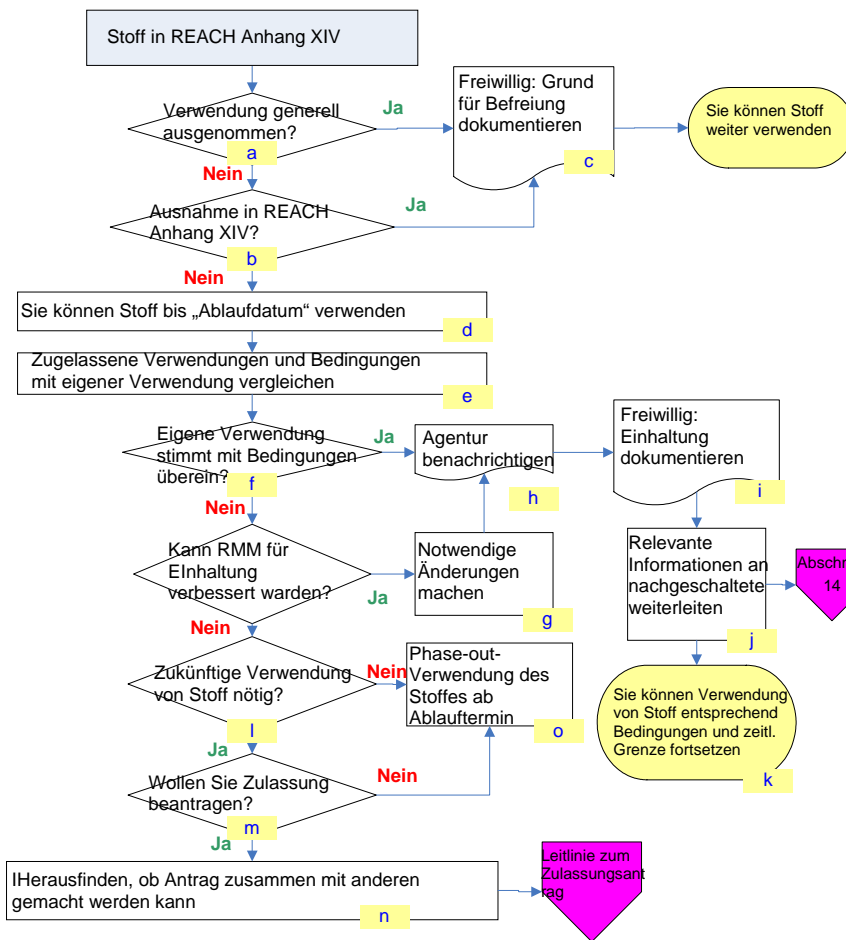 Stoff in REACH Anhang XIV
Verwendung generell
ausgenommen?
a
Ja
Freiwillig: Grund
für Befreiung
dokumentieren
c
Sie können Stoff
weiter verwenden
Nein
Ausnahme in REACH
Anhang XIV?
b
Ja
Nein
Sie können Stoff bis „Ablaufdatum“ verwenden
d
Zugelassene Verwendungen und Bedingungen
mit eigener Verwendung vergleichen
e
Eigene Verwendung
stimmt mit Bedingungen
überein?
f
Ja
Agentur
benachrichtigen
h
Freiwillig:
Einhaltung
dokumentieren
i
Nein
Kann RMM für
EInhaltung
verbessert warden?
Ja
Notwendige
Änderungen
machen
g
Relevante
Informationen an
nachgeschaltete
weiterleiten
j
Abschn
14
Nein
Zukünftige Verwendung
von Stoff nötig?
l
Nein
Phase-out-
Verwendung des
Stoffes ab
Ablauftermin
o
Sie können Verwendung
von Stoff entsprechend
Bedingungen und zeitl.
Grenze fortsetzen
k
Ja
Wollen Sie Zulassung
beantragen?
m
Nein
Ja
IHerausfinden, ob Antrag zusammen mit anderen
gemacht werden kann
n
Leitlinie zum
Zulassungsant
rag